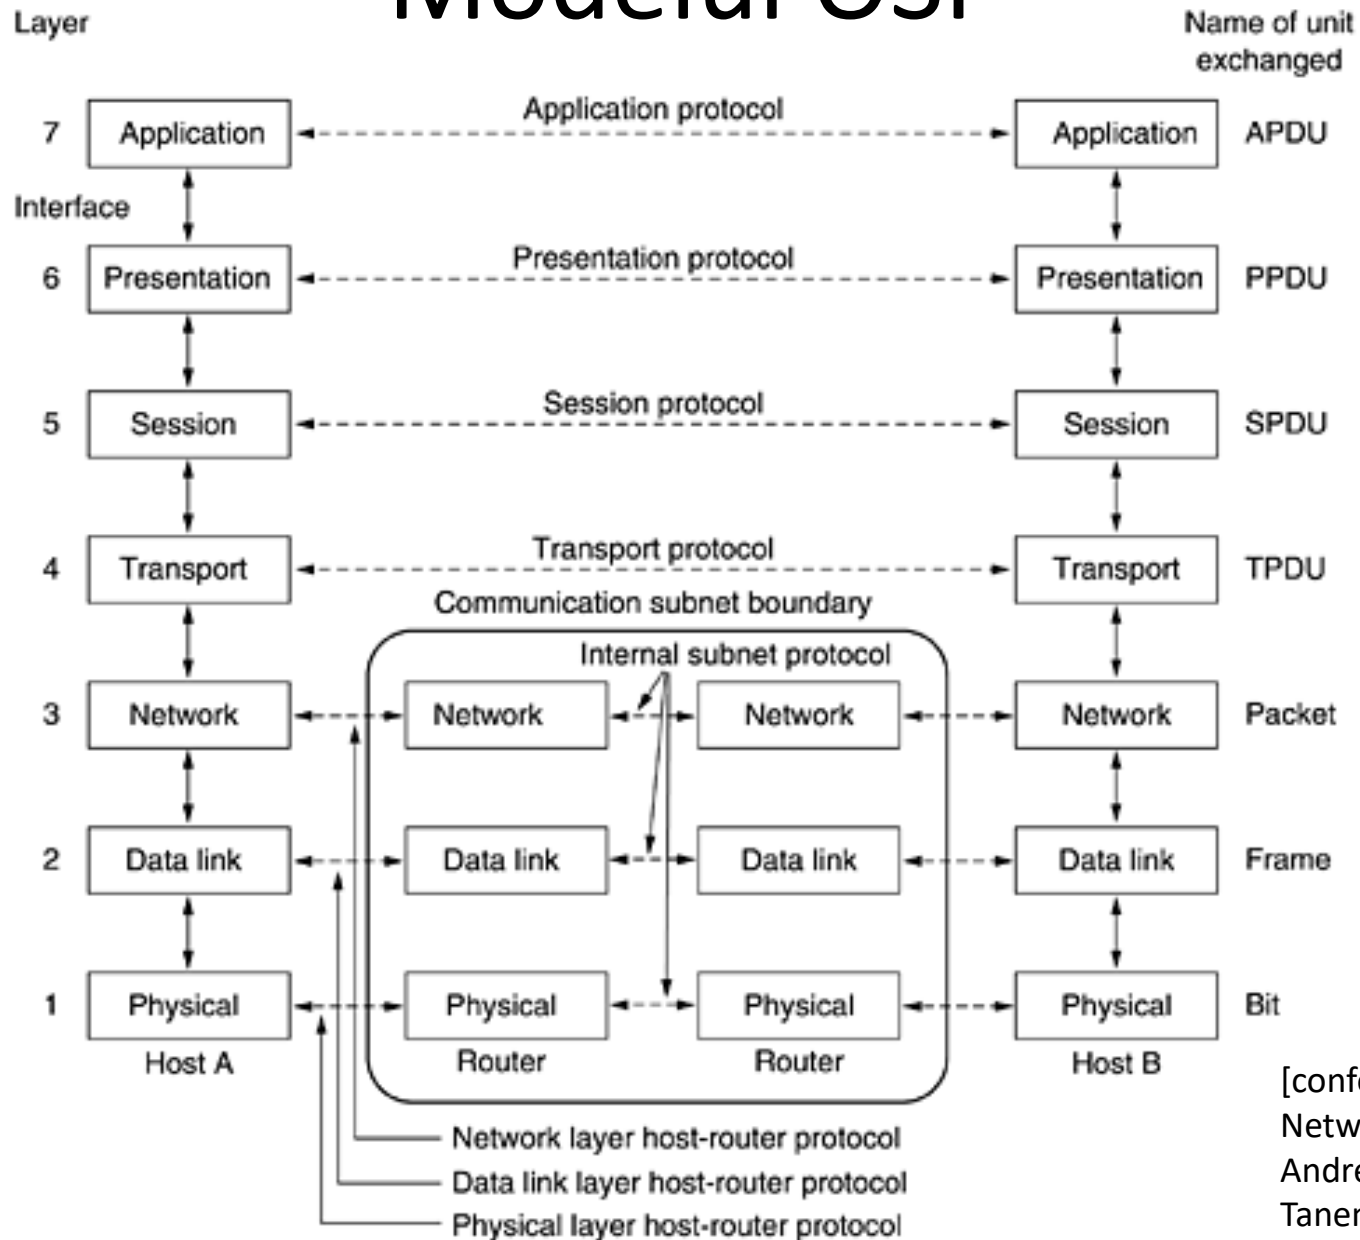 Modelul OSI
Layer
Name of unit
exchanged
7
Application
Application protocol
Application
APDU
Interface
6
Presentation
Presentation protocol
Presentation
PPDU
5
Session
Session protocol
Session
SPDU
4
Transport
Transport protocol
Transport
TPDU
Communication subnet boundary
Internal subnet protocol
3
Network
Network
Network
Network
Packet
2
Data link
Data link
Data link
Data link
Frame
1
Physical
Physical
Physical
Physical
Bit
Host A
Router
Router
Host B
Network layer host-router protocol
Data link layer host-router protocol
Physical layer host-router protocol